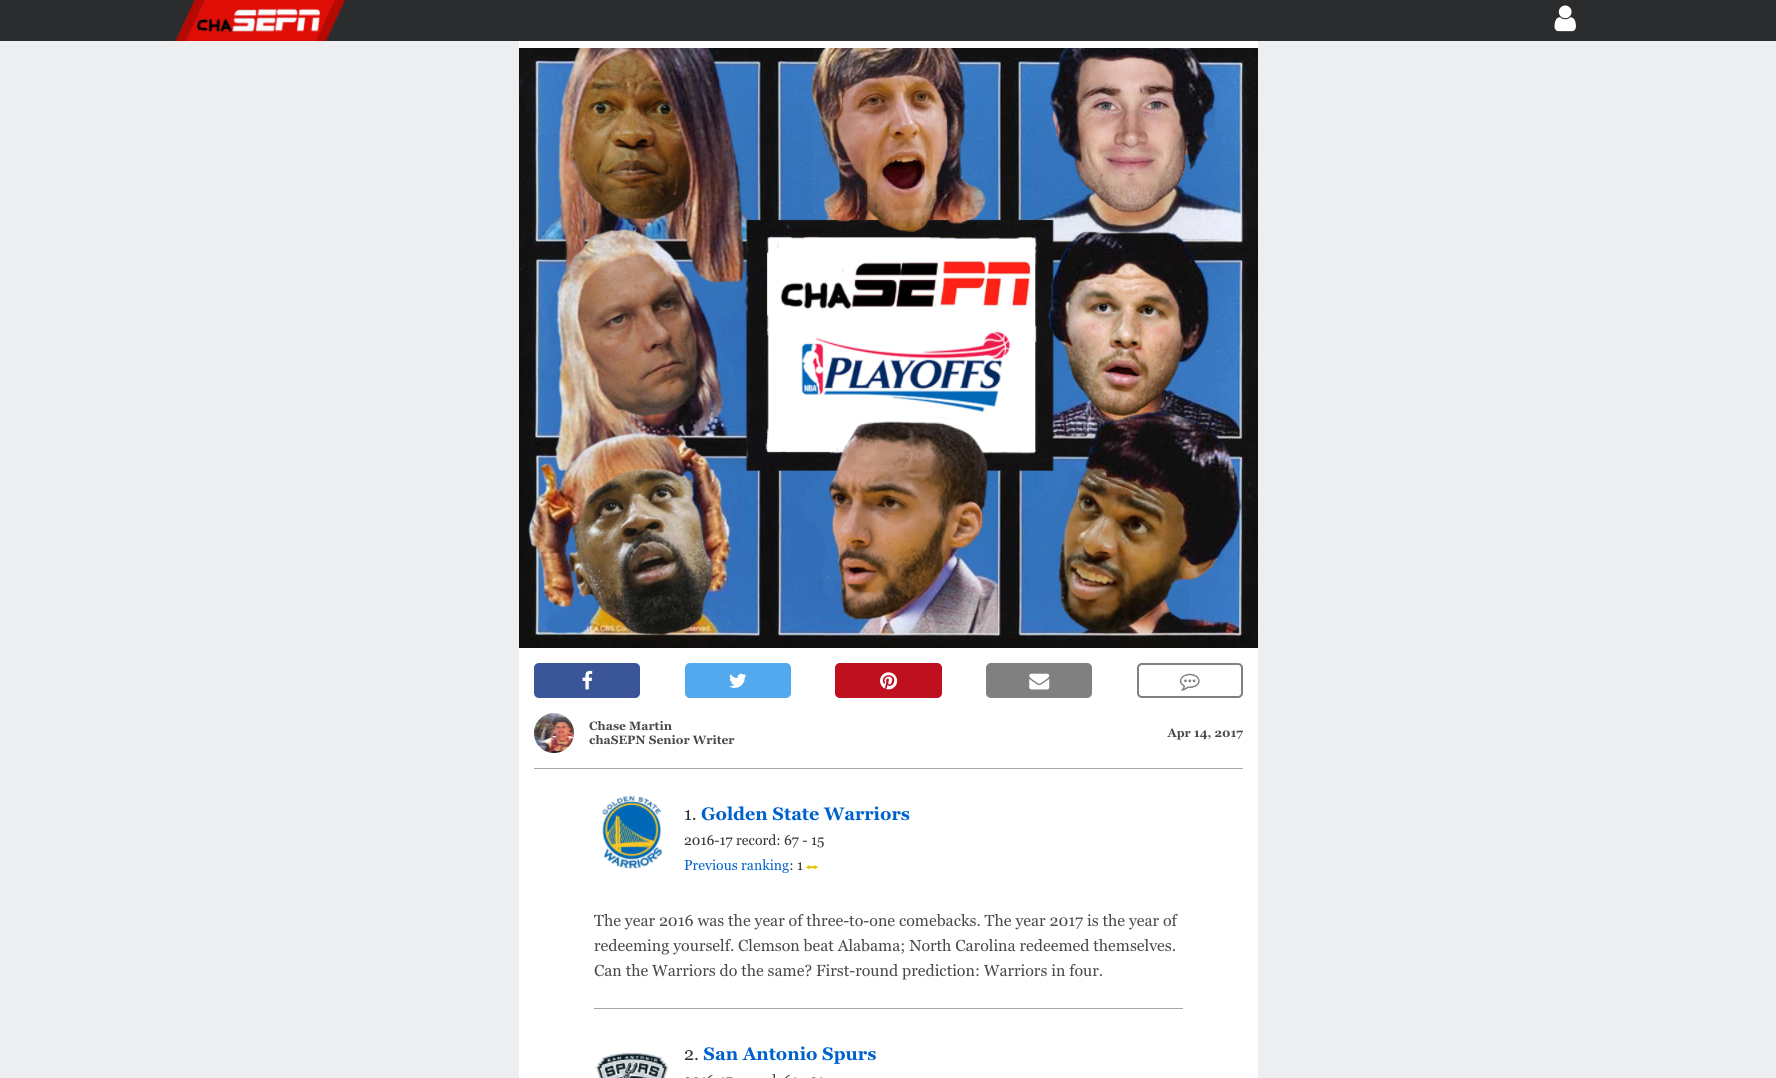 chaSEPN
chaSEPN
NBA PLAYOFFS
Chase Martin
chaSEPN Senior Writer
Apr 14, 2017
GOLDEN STATE
WARRIORS
1. Golden State Warriors
2016-17 record: 67 - 15
Previous ranking: 1
The year 2016 was the year of three-to-one comebacks. The year 2017 is the year of
redeeming yourself. Clemson beat Alabama; North Carolina redeemed themselves.
Can the Warriors do the same? First-round prediction: Warriors in four.
SAN ANTONIO
SPURS
2. San Antonio Spurs